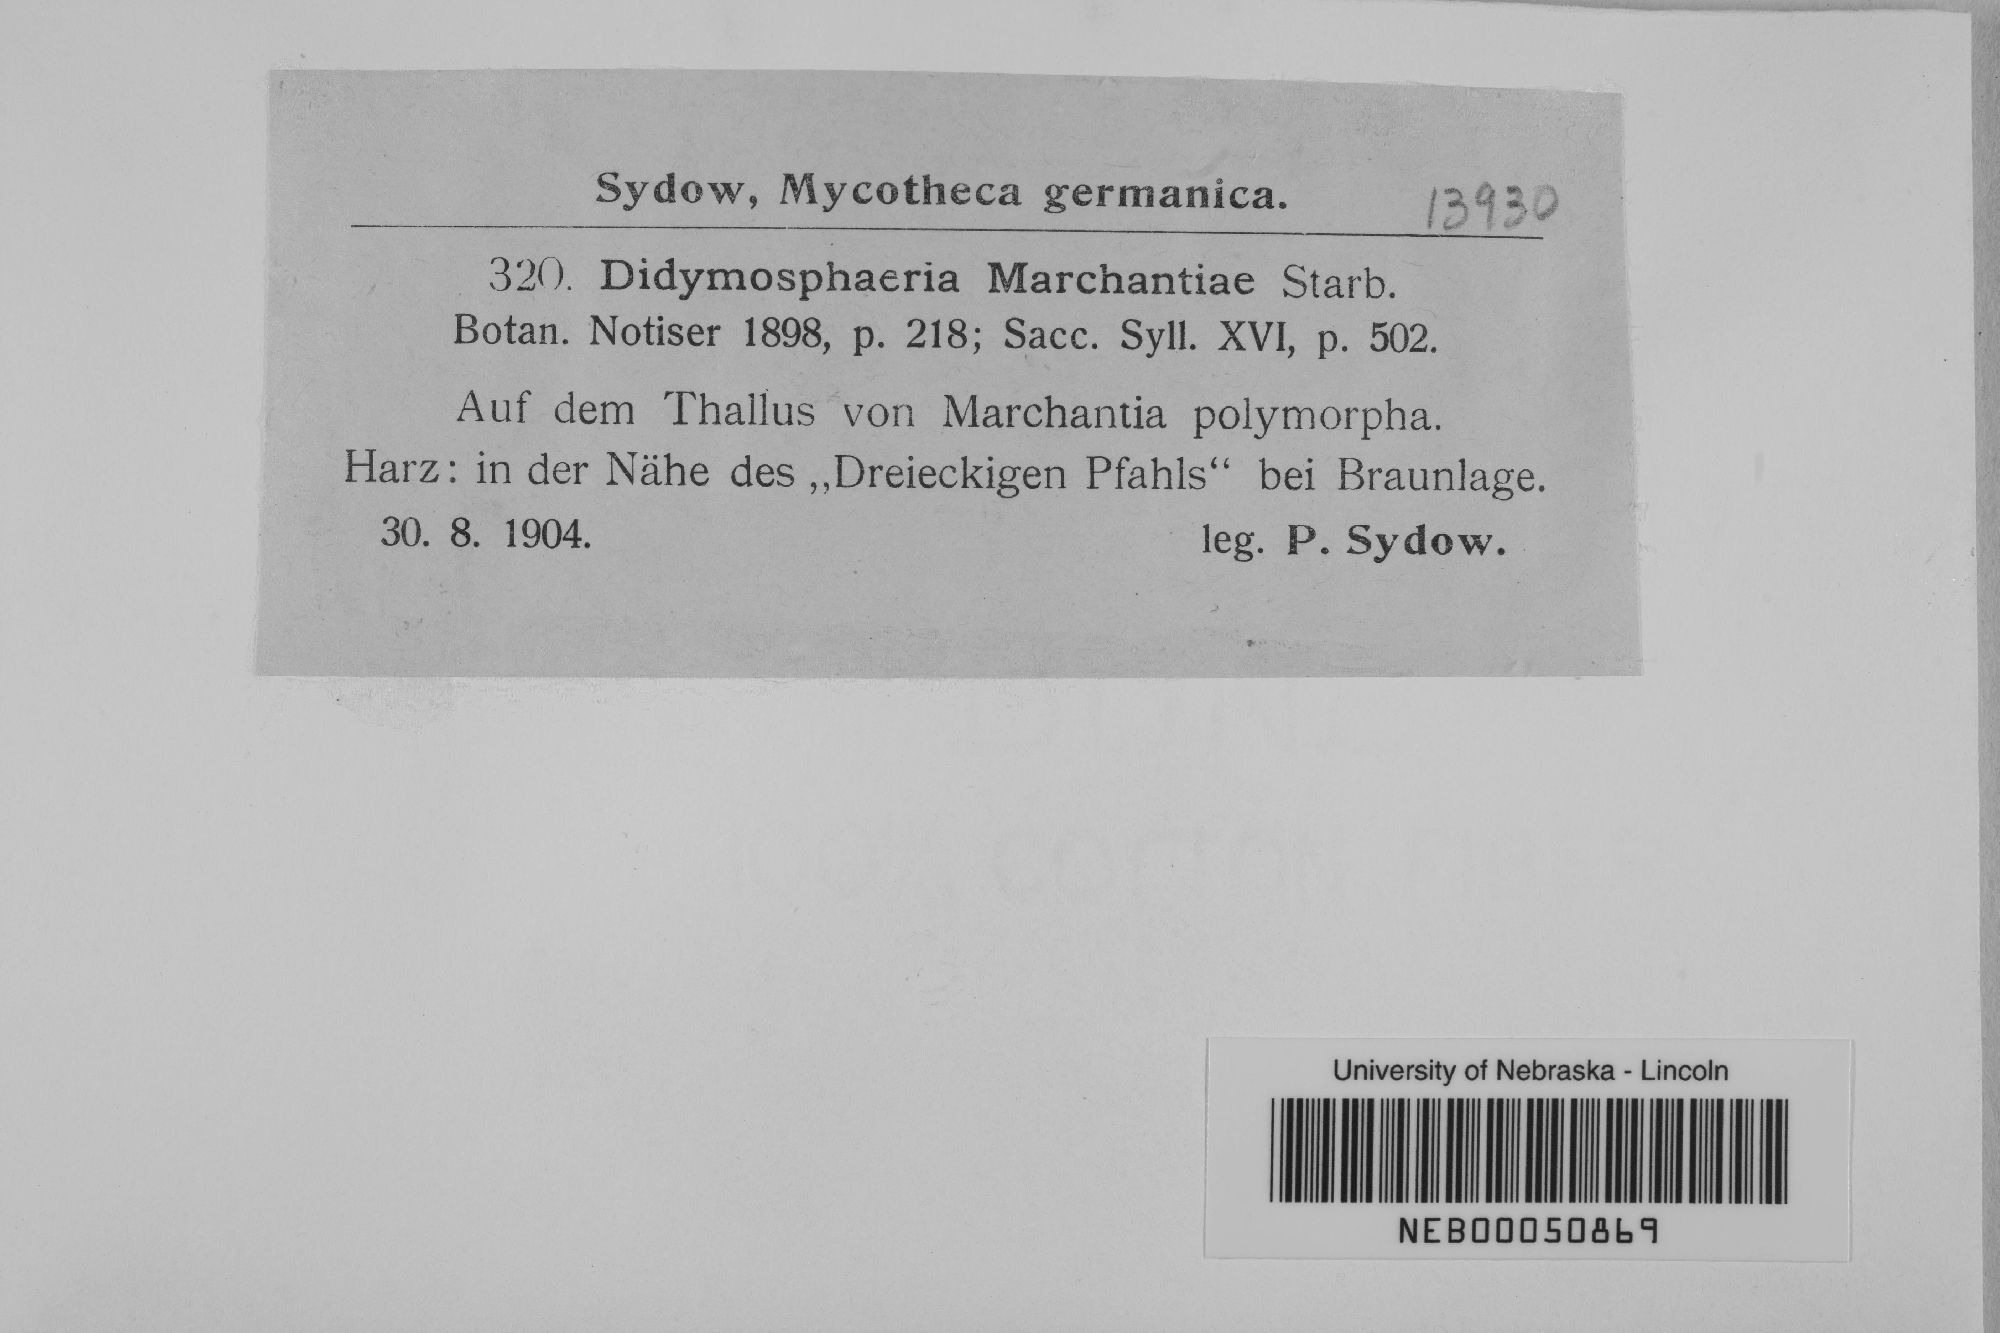 Sydow, Mycotheca germanica.
13930
320. Didymosphaeria Marchantiae Starb.
Botan. Notiser 1898, p. 218; Sacc. Syll. XVI, p. 502.
Auf dem Thallus von Marchantia polymorpha.
Harz: in der Nähe des „Dreieckigen Pfahls“ bei Braunlage.
30. 8. 1904. leg. P. Sydow.
University of Nebraska - Lincoln
NEB00050869